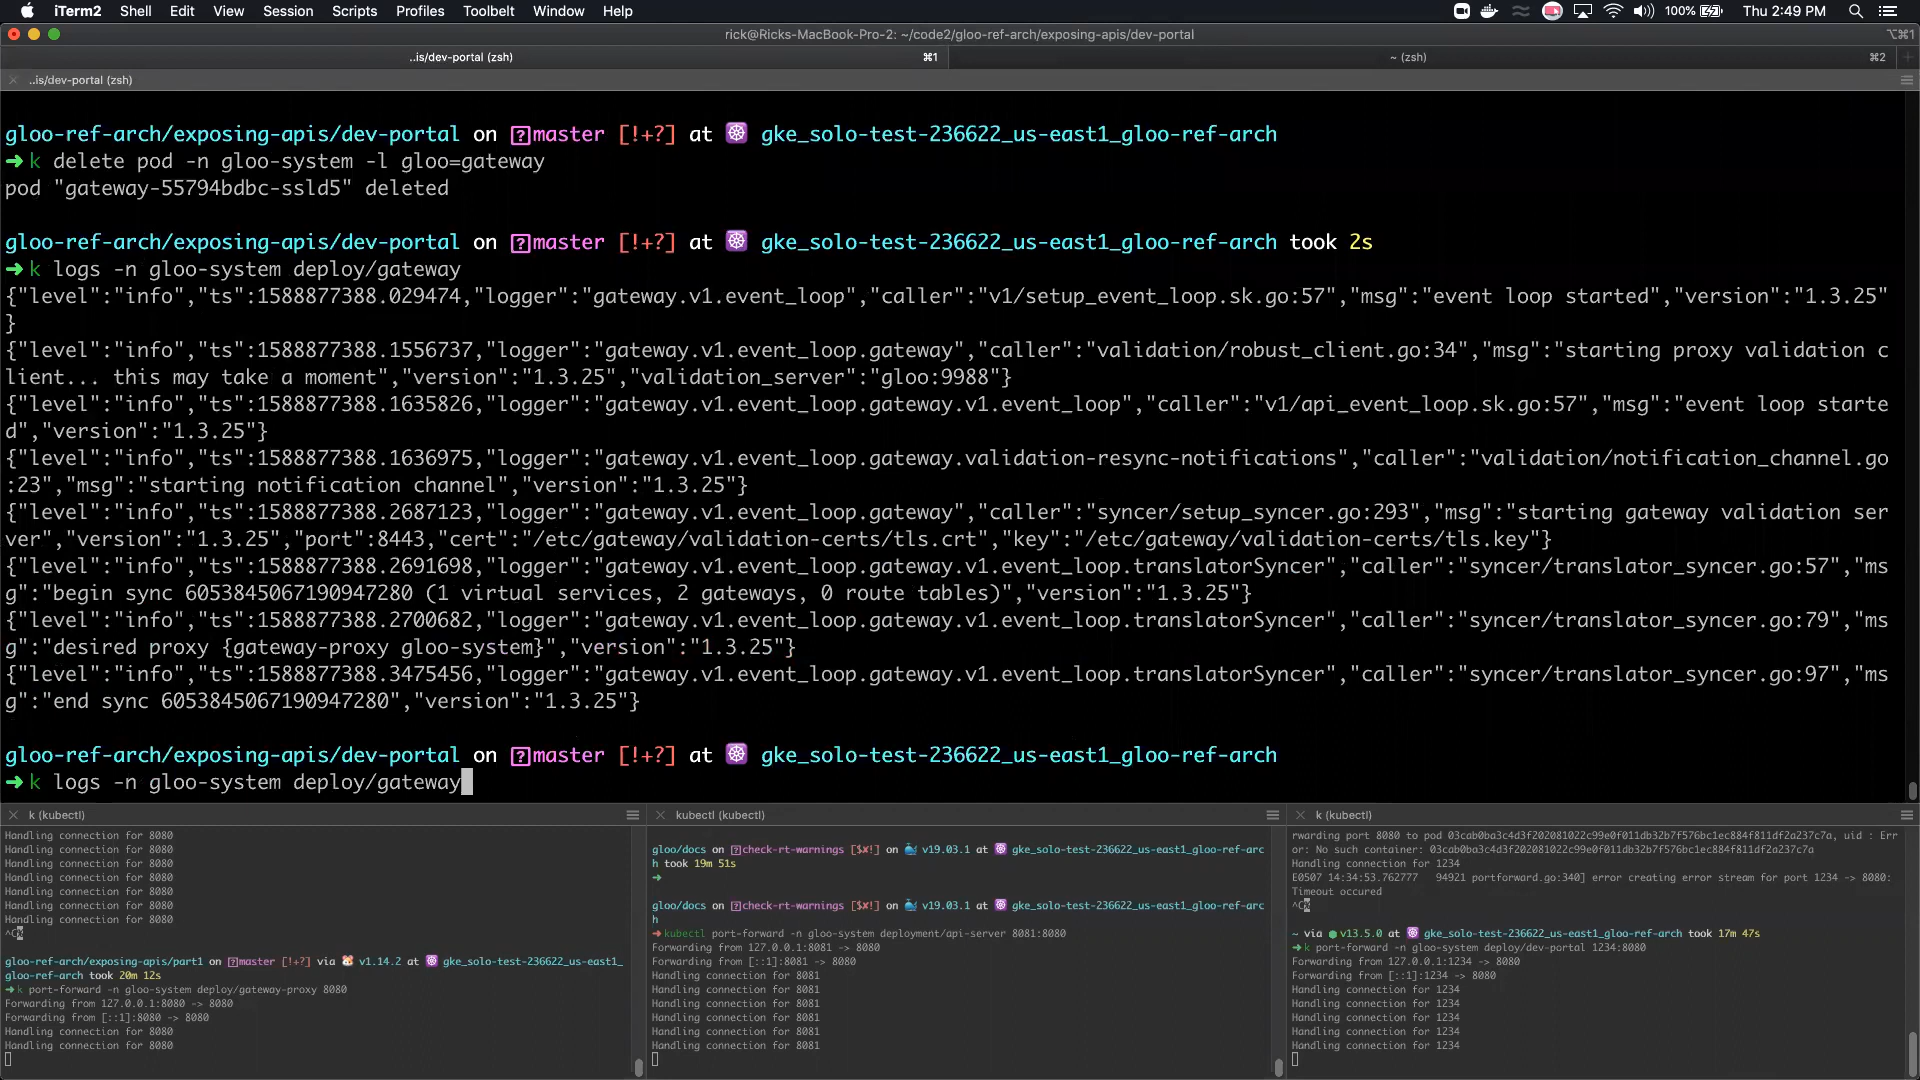 iTerm2 Shell Edit View Session Scripts Profiles Toolbelt Window Help 100% Thu 2:49 PM
rick@Ricks-MacBook-Pro-2: ~/code2/gloo-ref-arch/exposing-apis/dev-portal ⌥⌘1
..is/dev-portal (zsh) ⌘1 ~ (zsh) ⌘2
..is/dev-portal (zsh)
gloo-ref-arch/exposing-apis/dev-portal on master [!+?] at gke_solo-test-236622_us-east1_gloo-ref-arch
➜ k delete pod -n gloo-system -l gloo=gateway
pod "gateway-55794bdbc-ssld5" deleted
gloo-ref-arch/exposing-apis/dev-portal on master [!+?] at gke_solo-test-236622_us-east1_gloo-ref-arch took 2s
➜ k logs -n gloo-system deploy/gateway
{"level":"info","ts":1588877388.029474,"logger":"gateway.v1.event_loop","caller":"v1/setup_event_loop.sk.go:57","msg":"event loop started","version":"1.3.25"
}
{"level":"info","ts":1588877388.1556737,"logger":"gateway.v1.event_loop.gateway","caller":"validation/robust_client.go:34","msg":"starting proxy validation c
lient... this may take a moment","version":"1.3.25","validation_server":"gloo:9988"}
{"level":"info","ts":1588877388.1635826,"logger":"gateway.v1.event_loop.gateway.v1.event_loop","caller":"v1/api_event_loop.sk.go:57","msg":"event loop starte
d","version":"1.3.25"}
{"level":"info","ts":1588877388.1636975,"logger":"gateway.v1.event_loop.gateway.validation-resync-notifications","caller":"validation/notification_channel.go
:23","msg":"starting notification channel","version":"1.3.25"}
{"level":"info","ts":1588877388.2687123,"logger":"gateway.v1.event_loop.gateway","caller":"syncer/setup_syncer.go:293","msg":"starting gateway validation ser
ver","version":"1.3.25","port":8443,"cert":"/etc/gateway/validation-certs/tls.crt","key":"/etc/gateway/validation-certs/tls.key"}
{"level":"info","ts":1588877388.2691698,"logger":"gateway.v1.event_loop.gateway.v1.event_loop.translatorSyncer","caller":"syncer/translator_syncer.go:57","ms
g":"begin sync 6053845067190947280 (1 virtual services, 2 gateways, 0 route tables)","version":"1.3.25"}
{"level":"info","ts":1588877388.2700682,"logger":"gateway.v1.event_loop.gateway.v1.event_loop.translatorSyncer","caller":"syncer/translator_syncer.go:79","ms
g":"desired proxy {gateway-proxy gloo-system}","version":"1.3.25"}
{"level":"info","ts":1588877388.3475456,"logger":"gateway.v1.event_loop.gateway.v1.event_loop.translatorSyncer","caller":"syncer/translator_syncer.go:97","ms
g":"end sync 6053845067190947280","version":"1.3.25"}
gloo-ref-arch/exposing-apis/dev-portal on master [!+?] at gke_solo-test-236622_us-east1_gloo-ref-arch
➜ k logs -n gloo-system deploy/gateway
k (kubectl)
Handling connection for 8080
Handling connection for 8080
Handling connection for 8080
Handling connection for 8080
Handling connection for 8080
Handling connection for 8080
Handling connection for 8080
^C
gloo-ref-arch/exposing-apis/part1 on master [!+?] via v1.14.2 at gke_solo-test-236622_us-east1_
gloo-ref-arch took 20m 12s
➜ k port-forward -n gloo-system deploy/gateway-proxy 8080
Forwarding from 127.0.0.1:8080 -> 8080
Forwarding from [::1]:8080 -> 8080
Handling connection for 8080
Handling connection for 8080
kubectl (kubectl)
gloo/docs on check-rt-warnings [$✘!] on v19.03.1 at gke_solo-test-236622_us-east1_gloo-ref-arc
h took 19m 51s
➜
gloo/docs on check-rt-warnings [$✘!] on v19.03.1 at gke_solo-test-236622_us-east1_gloo-ref-arc
h
➜ kubectl port-forward -n gloo-system deployment/api-server 8081:8080
Forwarding from 127.0.0.1:8081 -> 8080
Forwarding from [::1]:8081 -> 8080
Handling connection for 8081
Handling connection for 8081
Handling connection for 8081
Handling connection for 8081
Handling connection for 8081
Handling connection for 8081
k (kubectl)
rwarding port 8080 to pod 03cab0ba3c4d3f202081022c99e0f011db32b7f576bc1ec884f811df2a237c7a, uid : Err
or: No such container: 03cab0ba3c4d3f202081022c99e0f011db32b7f576bc1ec884f811df2a237c7a
Handling connection for 1234
E0507 14:34:53.762777 94921 portforward.go:340] error creating error stream for port 1234 -> 8080:
Timeout occured
^C
~ via v13.5.0 at gke_solo-test-236622_us-east1_gloo-ref-arch took 17m 47s
➜ k port-forward -n gloo-system deploy/dev-portal 1234:8080
Forwarding from 127.0.0.1:1234 -> 8080
Forwarding from [::1]:1234 -> 8080
Handling connection for 1234
Handling connection for 1234
Handling connection for 1234
Handling connection for 1234
Handling connection for 1234